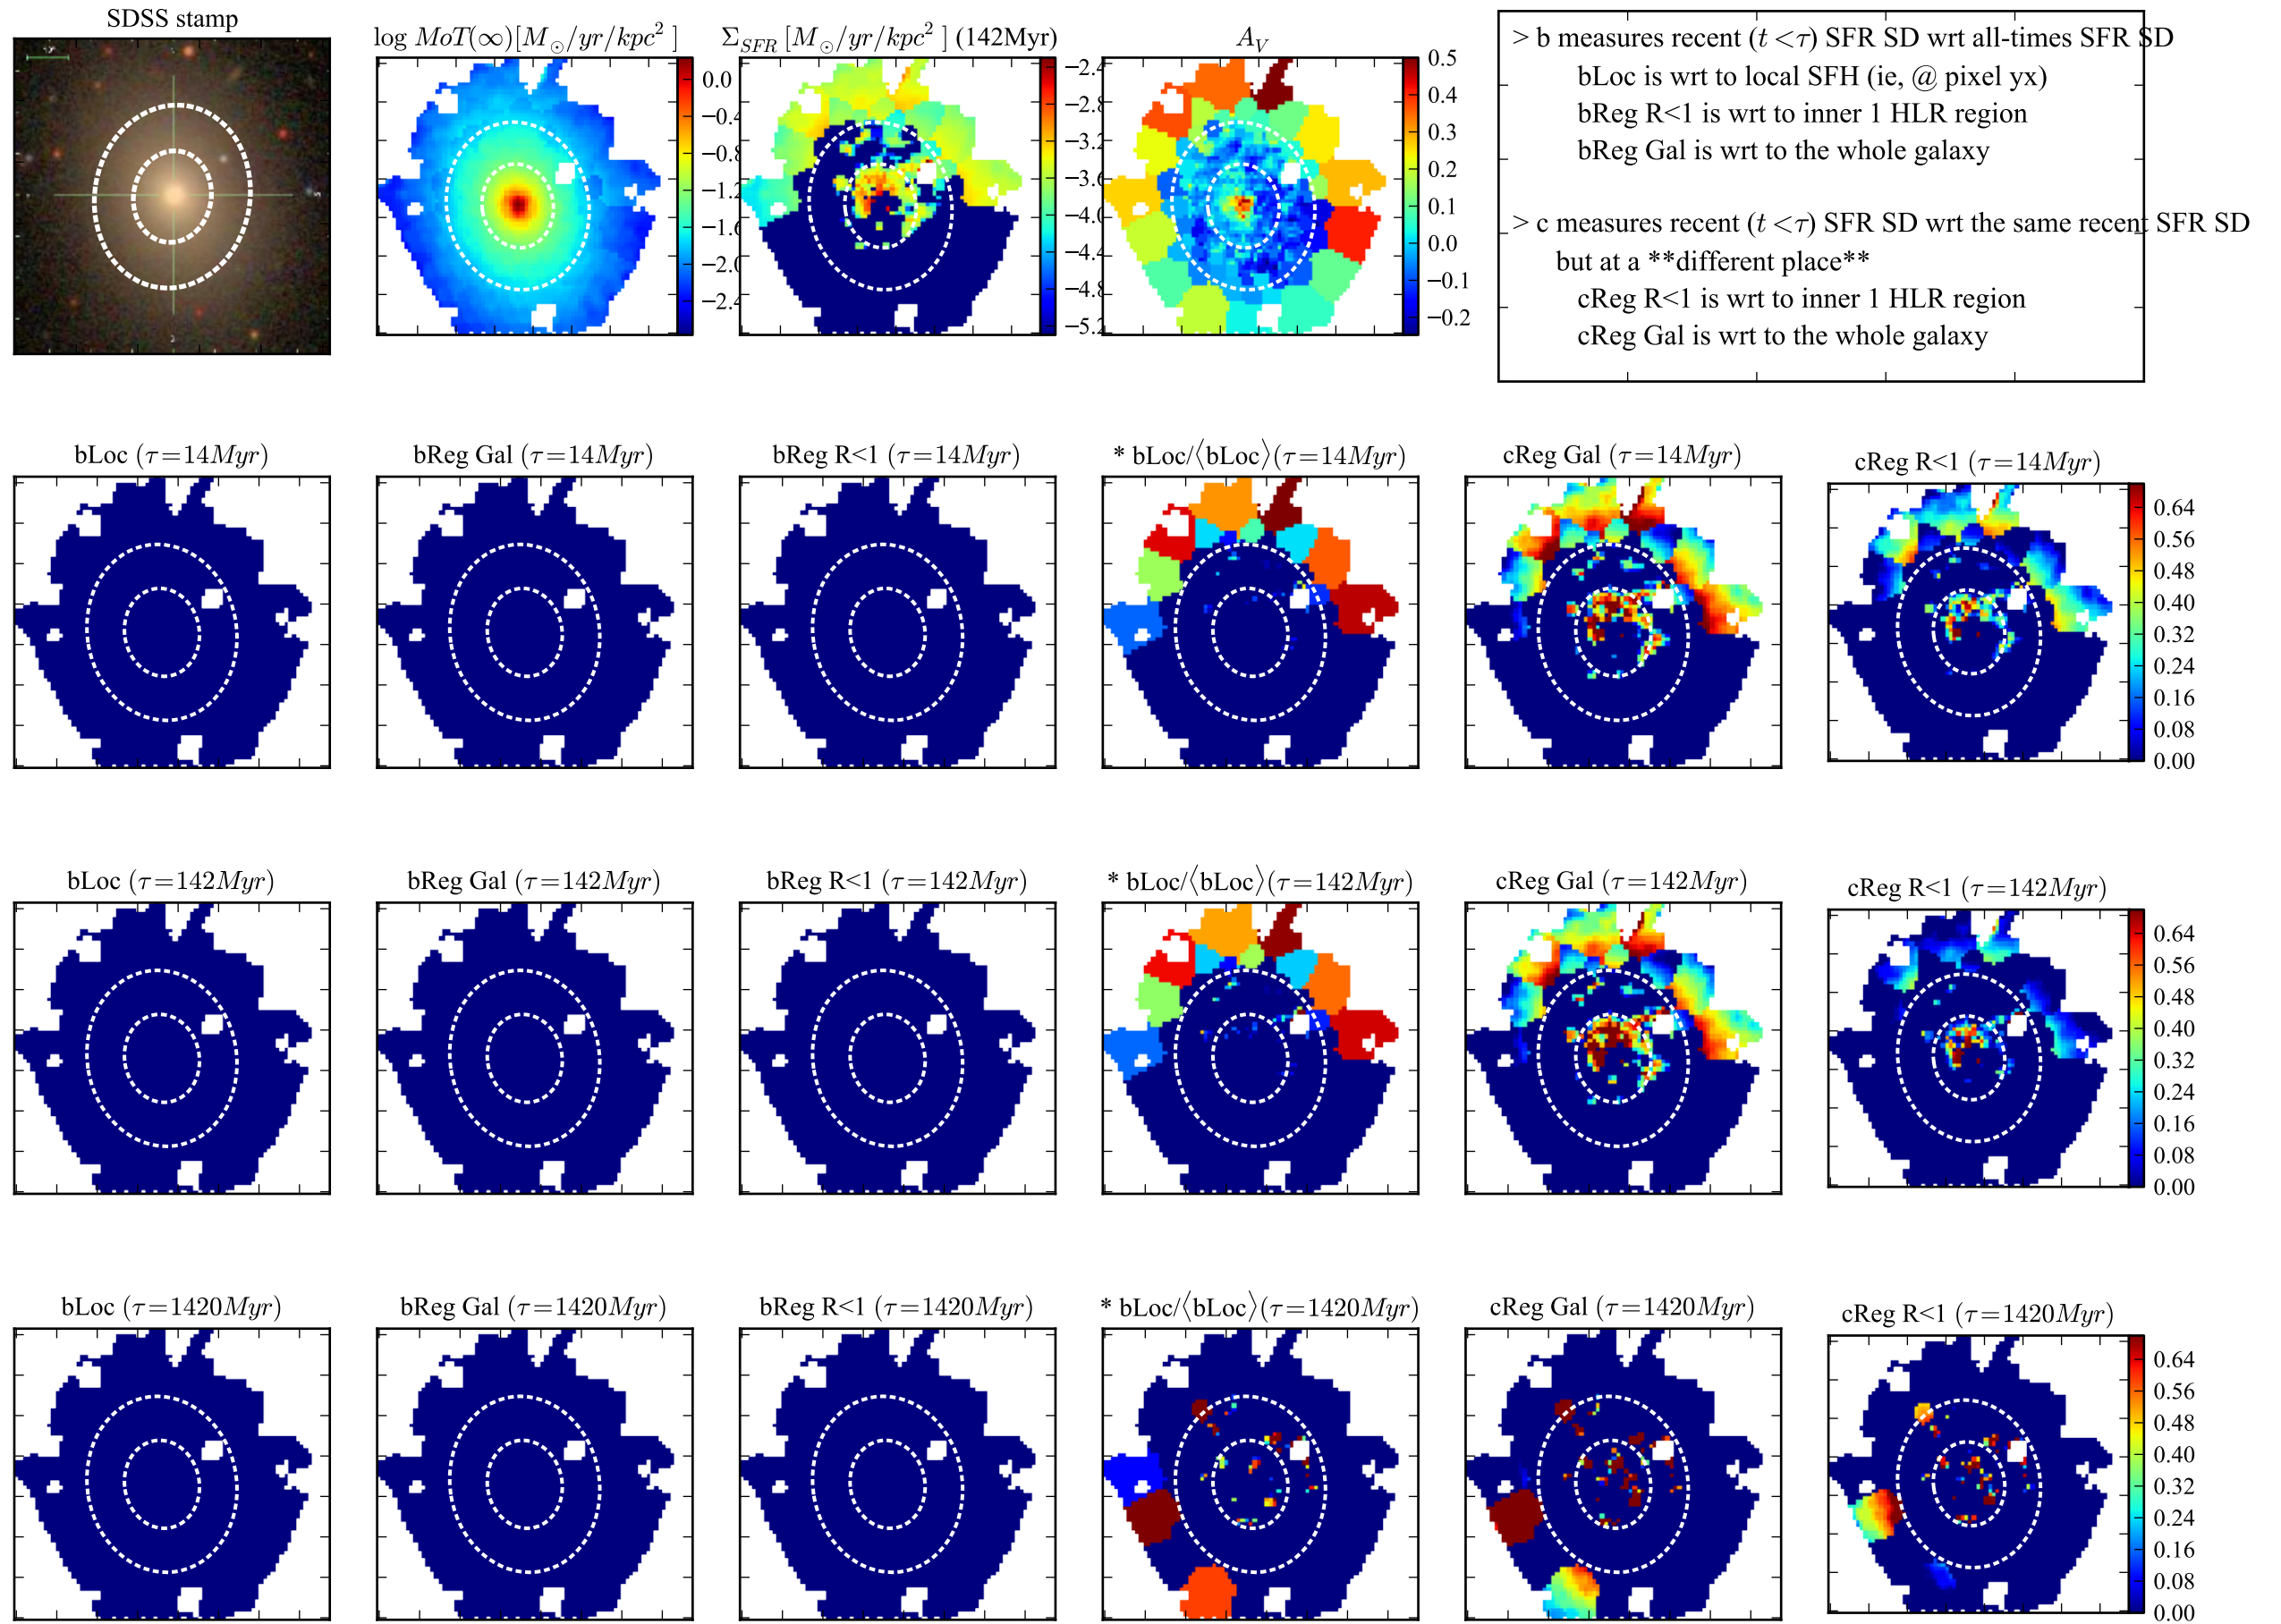 SDSS stamp
log MoT(∞)[M⊙/yr/kpc² ]
Σ_SFR [M⊙/yr/kpc² ] (142Myr)
A_V
0.0
−0.4
−0.8
−1.2
−1.6
−2.0
−2.4
−2.4
−2.8
−3.2
−3.6
−4.0
−4.4
−4.8
−5.2
0.5
0.4
0.3
0.2
0.1
0.0
−0.1
−0.2
> b measures recent (t < τ) SFR SD wrt all-times SFR SD
bLoc is wrt to local SFH (ie, @ pixel yx)
bReg R<1 is wrt to inner 1 HLR region
bReg Gal is wrt to the whole galaxy
> c measures recent (t < τ) SFR SD wrt the same recent SFR SD
but at a **different place**
cReg R<1 is wrt to inner 1 HLR region
cReg Gal is wrt to the whole galaxy
bLoc (τ=14Myr)
bReg Gal (τ=14Myr)
bReg R<1 (τ=14Myr)
* bLoc/⟨bLoc⟩(τ=14Myr)
cReg Gal (τ=14Myr)
cReg R<1 (τ=14Myr)
0.64
0.56
0.48
0.40
0.32
0.24
0.16
0.08
0.00
bLoc (τ=142Myr)
bReg Gal (τ=142Myr)
bReg R<1 (τ=142Myr)
* bLoc/⟨bLoc⟩(τ=142Myr)
cReg Gal (τ=142Myr)
cReg R<1 (τ=142Myr)
0.64
0.56
0.48
0.40
0.32
0.24
0.16
0.08
0.00
bLoc (τ=1420Myr)
bReg Gal (τ=1420Myr)
bReg R<1 (τ=1420Myr)
* bLoc/⟨bLoc⟩(τ=1420Myr)
cReg Gal (τ=1420Myr)
cReg R<1 (τ=1420Myr)
0.64
0.56
0.48
0.40
0.32
0.24
0.16
0.08
0.00